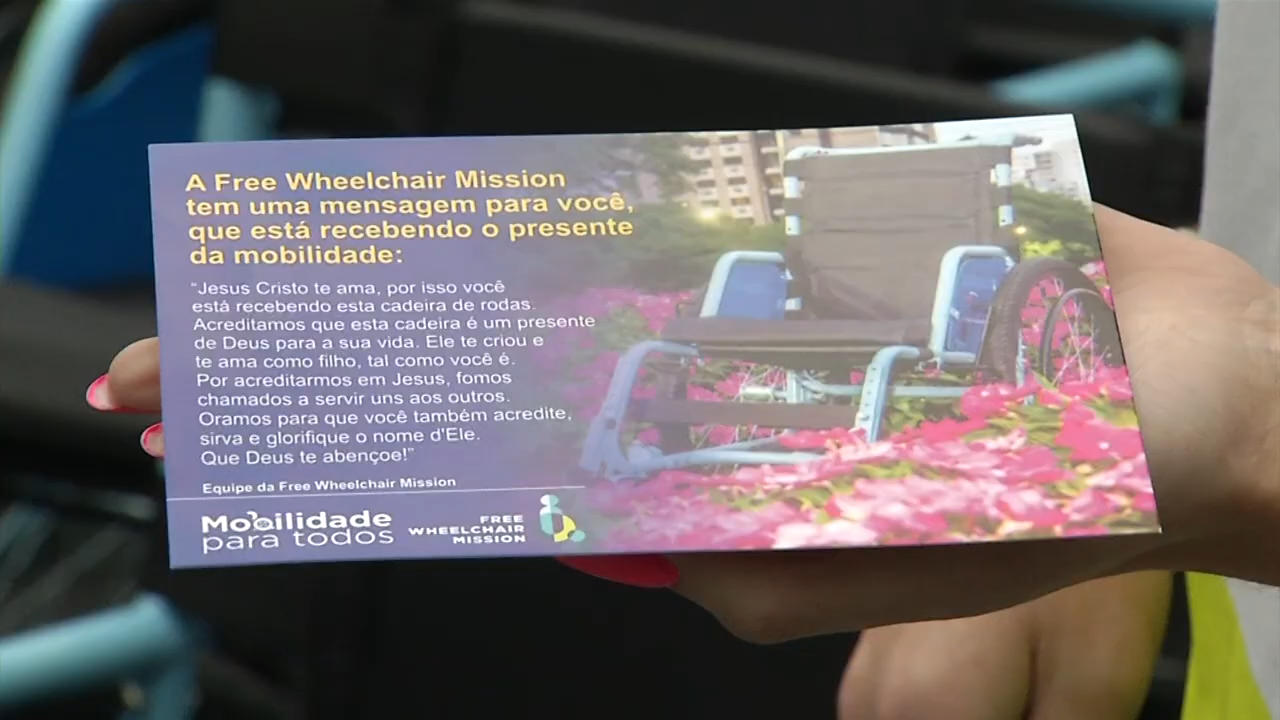 A Free Wheelchair Mission
tem uma mensagem para você,
que está recebendo o presente
da mobilidade:
“Jesus Cristo te ama, por isso você
está recebendo esta cadeira de rodas.
Acreditamos que esta cadeira é um presente
de Deus para a sua vida. Ele te criou e
te ama como filho, tal como você é.
Por acreditarmos em Jesus, fomos
chamados a servir uns aos outros.
Oramos para que você também acredite,
sirva e glorifique o nome d'Ele.
Que Deus te abençoe!”
Equipe da Free Wheelchair Mission
Mobilidade
para todos
FREE
WHEELCHAIR
MISSION